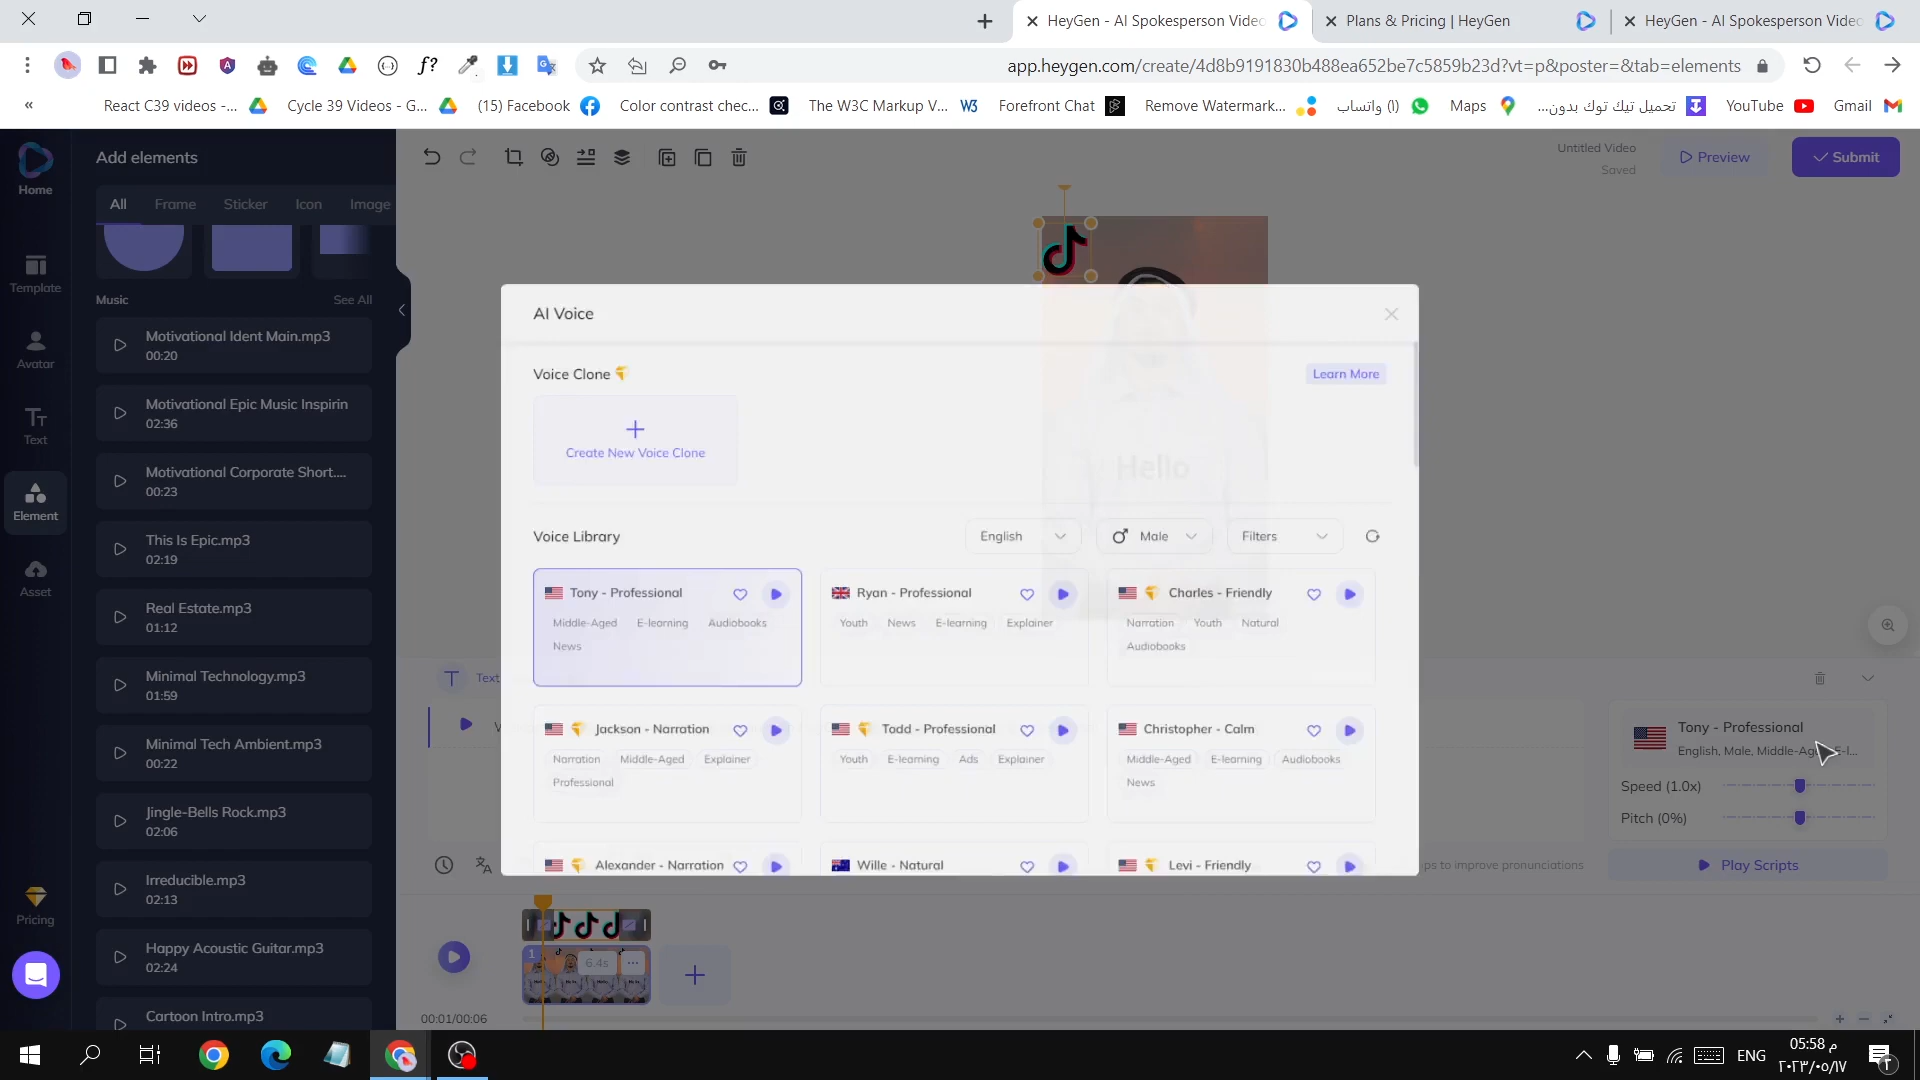 HeyGen - AI Spokesperson Video
Plans & Pricing | HeyGen
HeyGen - AI Spokesperson Video
app.heygen.com/create/4d8b9191830b488ea652be7c5859b23d?vt=p&poster=&tab=elements
React C39 videos -...
Cycle 39 Videos - G...
(15) Facebook
Color contrast chec...
The W3C Markup V...
Forefront Chat
Remove Watermark...
(١) واتساب
Maps
تحميل تيك توك بدون...
YouTube
Gmail
Home
Template
Avatar
Text
Element
Asset
Pricing
Add elements
All
Frame
Sticker
Icon
Image
Music
See All
Motivational Ident Main.mp3
00:20
Motivational Epic Music Inspirin
02:36
Motivational Corporate Short....
00:23
This Is Epic.mp3
02:19
Real Estate.mp3
01:12
Minimal Technology.mp3
01:59
Minimal Tech Ambient.mp3
00:22
Jingle-Bells Rock.mp3
02:06
Irreducible.mp3
02:13
Happy Acoustic Guitar.mp3
02:24
Cartoon Intro.mp3
Untitled Video
Saved
Preview
Submit
AI Voice
Voice Clone
Learn More
Create New Voice Clone
Hello
Voice Library
English
Male
Filters
Tony - Professional
Middle-Aged
E-learning
Audiobooks
News
Ryan - Professional
Youth
News
E-learning
Explainer
Charles - Friendly
Narration
Youth
Natural
Audiobooks
Jackson - Narration
Narration
Middle-Aged
Explainer
Professional
Todd - Professional
Youth
E-learning
Ads
Explainer
Christopher - Calm
Middle-Aged
E-learning
Audiobooks
News
Alexander - Narration
Wille - Natural
Levi - Friendly
Text
Tony - Professional
English, Male, Middle-Ag
Speed (1.0x)
Pitch (0%)
to improve pronunciations
Play Scripts
1
6.4s
00:01/00:06
ENG
05:58 م
٢٠٢٣/٠٥/١٧